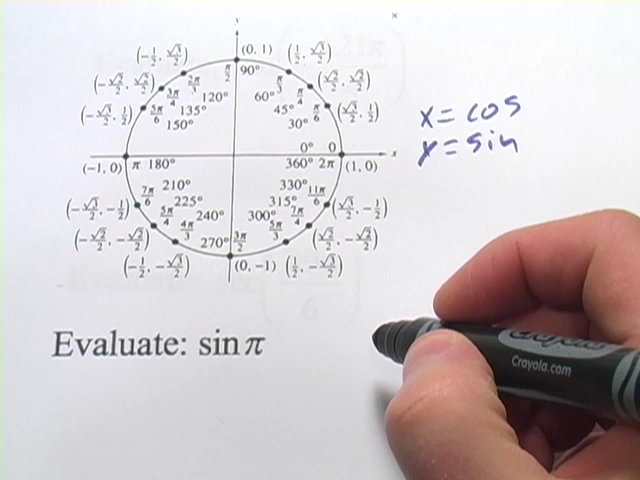 y
(0, 1)
(-1/2, √3/2) (1/2, √3/2)
π/2 90°
(-√2/2, √2/2) 2π/3 π/3 (√2/2, √2/2)
3π/4 120° 60° π/4
(-√3/2, 1/2) 5π/6 135° 45° π/6 (√3/2, 1/2)
150° 30°
0° 0 x
(-1, 0) π 180° 360° 2π (1, 0)
7π/6 210° 330° 11π/6
(-√3/2, -1/2) 225° 315° (√3/2, -1/2)
5π/4 240° 300° 7π/4
(-√2/2, -√2/2) 4π/3 5π/3 (√2/2, -√2/2)
270° 3π/2
(-1/2, -√3/2) (0, -1) (1/2, -√3/2)
x = cos
y = sin
Evaluate: sin π
Crayola
Crayola.com